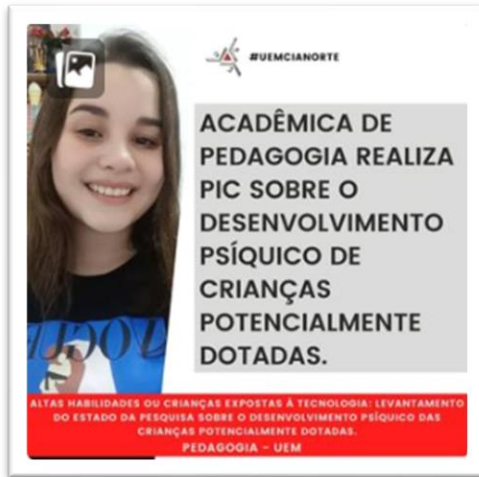 #UEMCIANORTE
ACADÊMICA DE
PEDAGOGIA REALIZA
PIC SOBRE O
DESENVOLVIMENTO
PSÍQUICO DE
CRIANÇAS
POTENCIALMENTE
DOTADAS.
ALTAS HABILIDADES OU CRIANÇAS EXPOSTAS À TECNOLOGIA: LEVANTAMENTO
DO ESTADO DA PESQUISA SOBRE O DESENVOLVIMENTO PSÍQUICO DAS
CRIANÇAS POTENCIALMENTE DOTADAS.
PEDAGOGIA - UEM